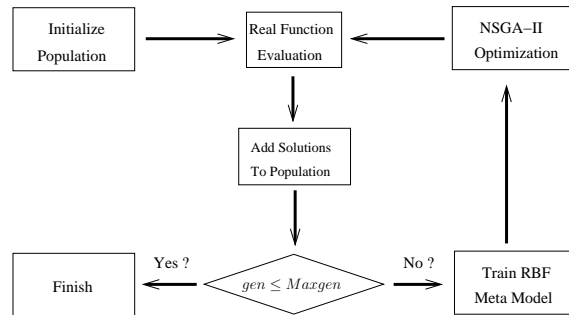 Initialize
Population
Real Function
Evaluation
NSGA-II
Optimization
Add Solutions
To Population
Yes ?
No ?
Finish
gen ≤ Maxgen
Train RBF
Meta Model